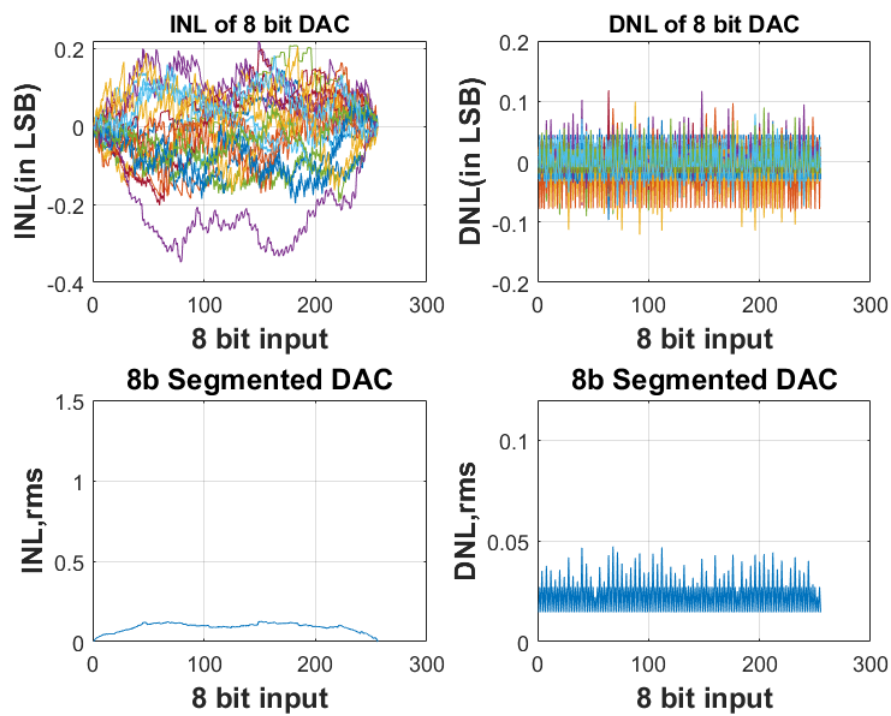 INL of 8 bit DAC
INL(in LSB)
0.2
0
-0.2
-0.4
0 100 200 300
8 bit input
DNL of 8 bit DAC
DNL(in LSB)
0.2
0.1
0
-0.1
-0.2
0 100 200 300
8 bit input
8b Segmented DAC
INL,rms
1.5
1
0.5
0
0 100 200 300
8 bit input
8b Segmented DAC
DNL,rms
0.1
0.05
0
0 100 200 300
8 bit input